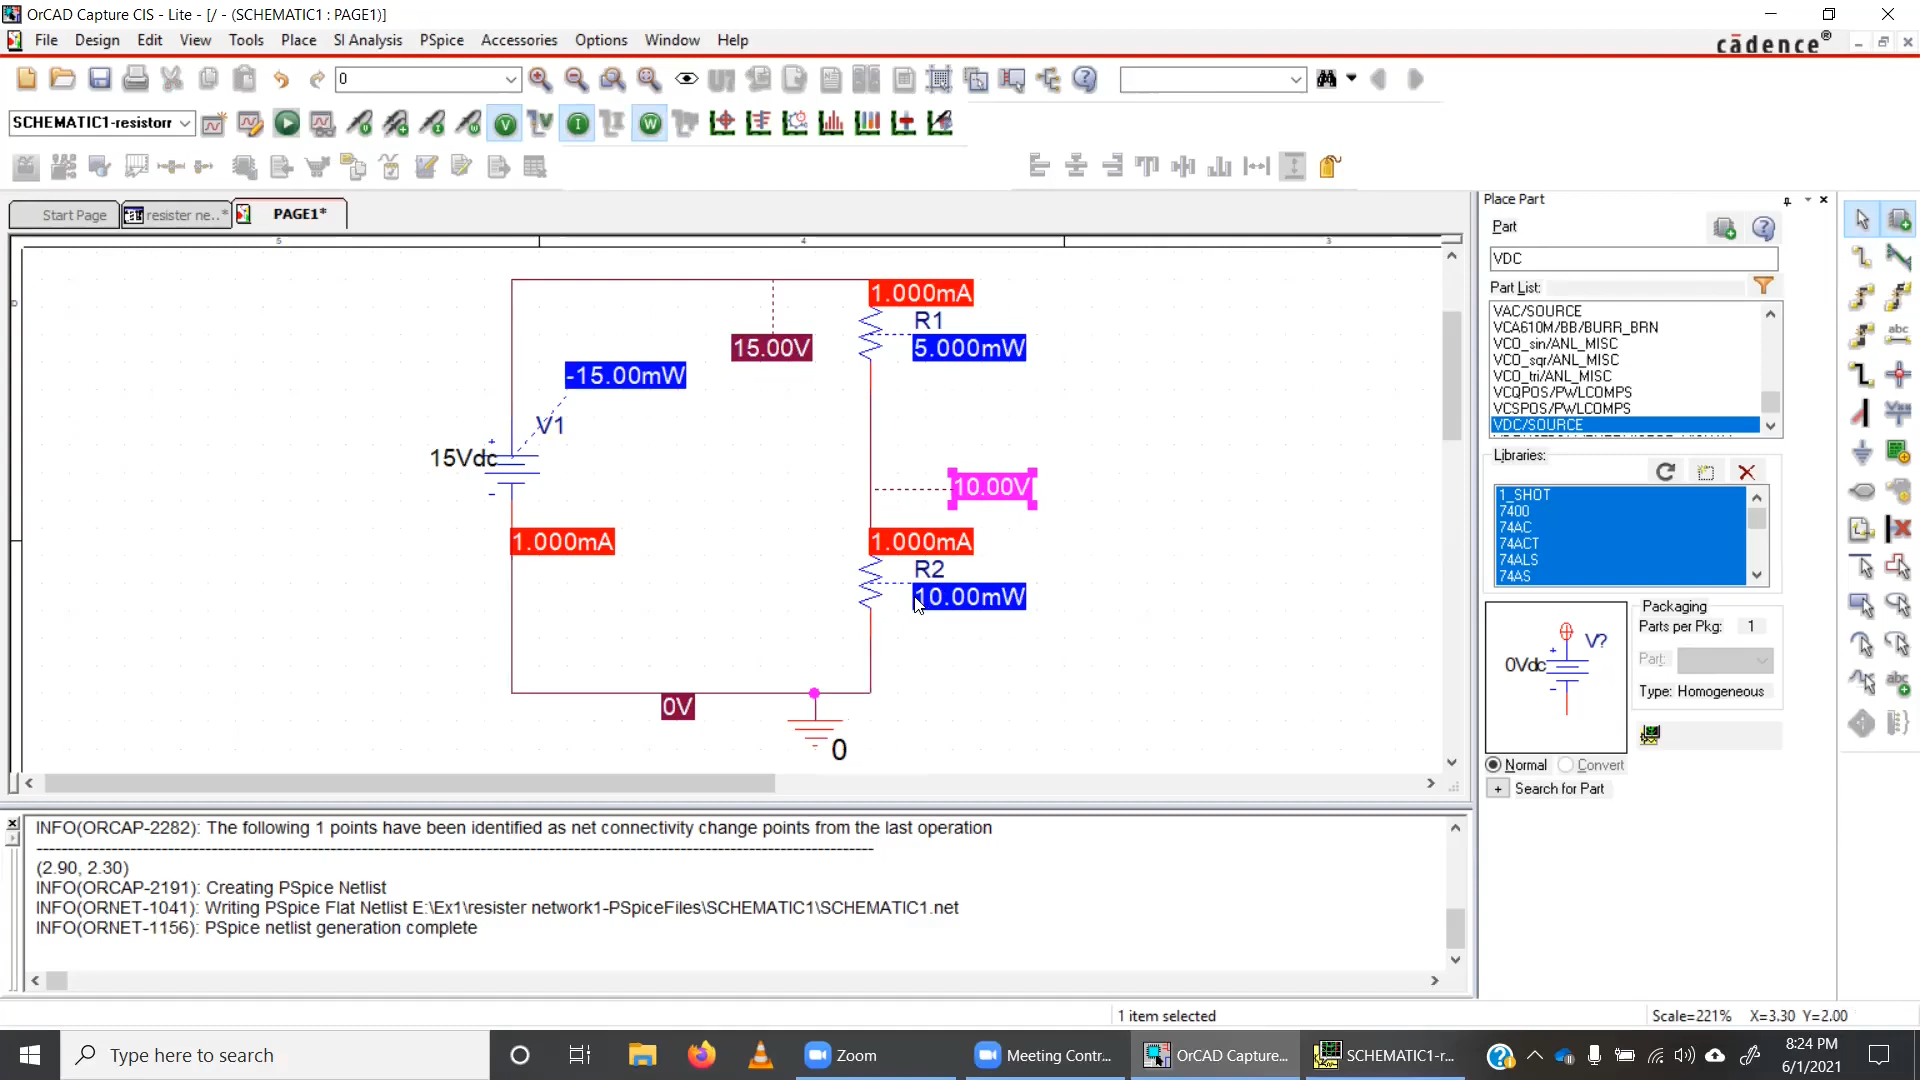 OrCAD Capture CIS - Lite - [/ - (SCHEMATIC1 : PAGE1)]
File Design Edit View Tools Place SI Analysis PSpice Accessories Options Window Help
cādence®
0
SCHEMATIC1-resistorr
Start Page
resister ne..*
PAGE1*
5 4 3
D
1.000mA
R1
5.000mW
15.00V
-15.00mW
V1
15Vdc
+
-
10.00V
1.000mA
1.000mA
R2
10.00mW
0V
0
Place Part
Part
VDC
Part List:
VAC/SOURCE
VCA610M/BB/BURR_BRN
VCO_sin/ANL_MISC
VCO_sqr/ANL_MISC
VCO_tri/ANL_MISC
VCQPOS/PWLCOMPS
VCSPOS/PWLCOMPS
VDC/SOURCE
Libraries:
1_SHOT
7400
74AC
74ACT
74ALS
74AS
Packaging
Parts per Pkg: 1
Part:
Type: Homogeneous
V?
0Vdc
+
-
Normal Convert
+ Search for Part
INFO(ORCAP-2282): The following 1 points have been identified as net connectivity change points from the last operation
(2.90, 2.30)
INFO(ORCAP-2191): Creating PSpice Netlist
INFO(ORNET-1041): Writing PSpice Flat Netlist E:\Ex1\resister network1-PSpiceFiles\SCHEMATIC1\SCHEMATIC1.net
INFO(ORNET-1156): PSpice netlist generation complete
1 item selected
Scale=221% X=3.30 Y=2.00
Type here to search
Zoom
Meeting Contr...
OrCAD Capture...
SCHEMATIC1-r...
8:24 PM
6/1/2021